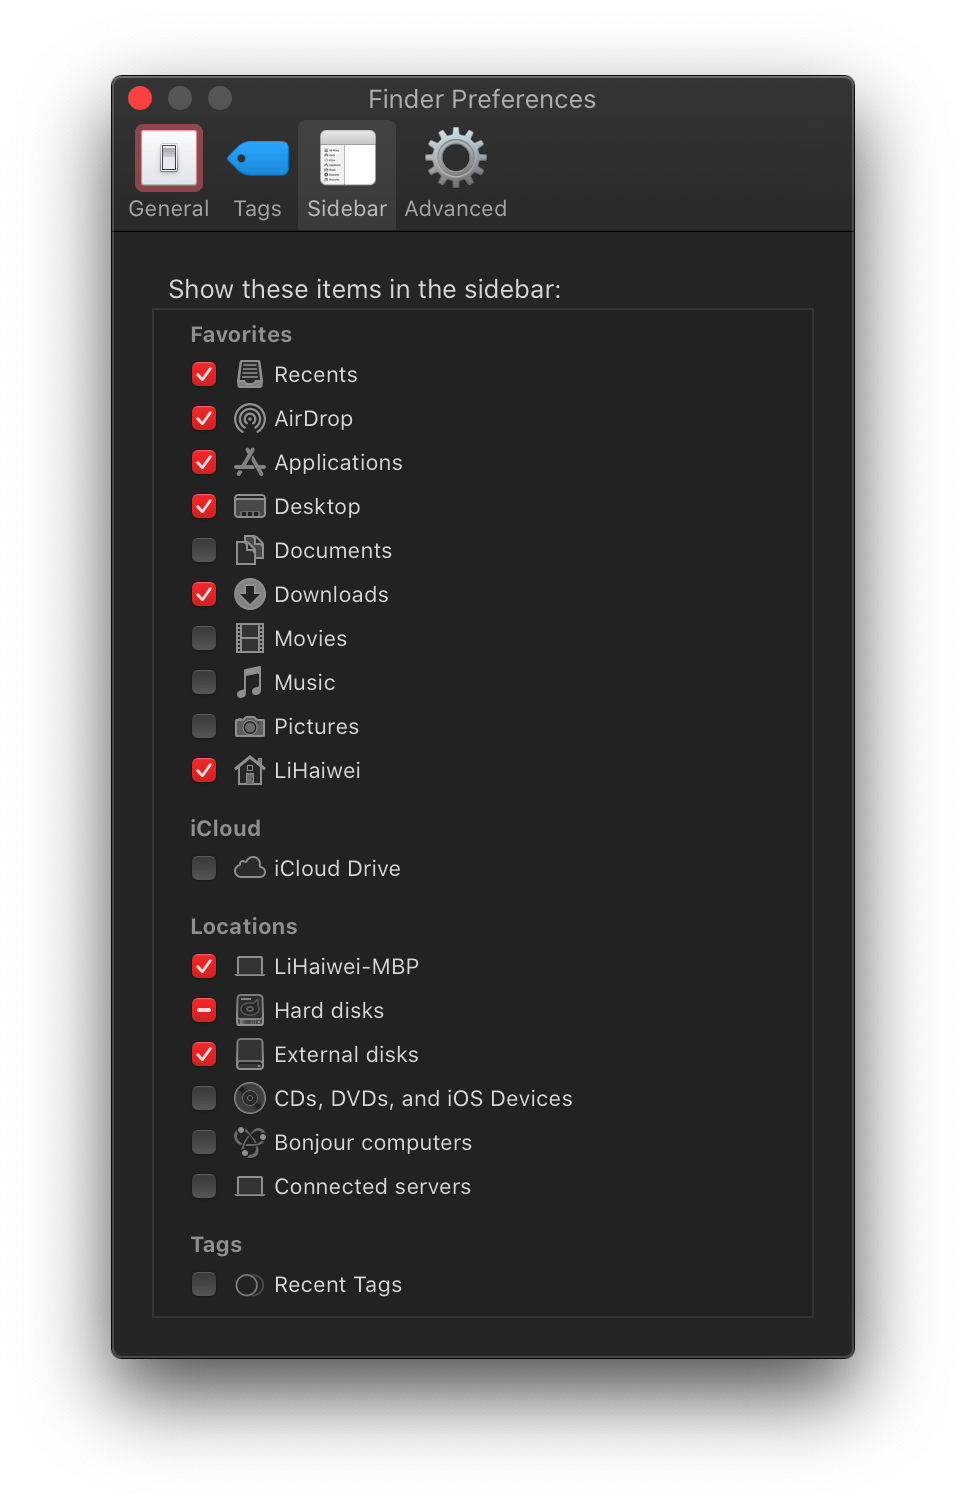 Finder Preferences
General Tags Sidebar Advanced
Show these items in the sidebar:
Favorites
Recents
AirDrop
Applications
Desktop
Documents
Downloads
Movies
Music
Pictures
LiHaiwei
iCloud
iCloud Drive
Locations
LiHaiwei-MBP
Hard disks
External disks
CDs, DVDs, and iOS Devices
Bonjour computers
Connected servers
Tags
Recent Tags